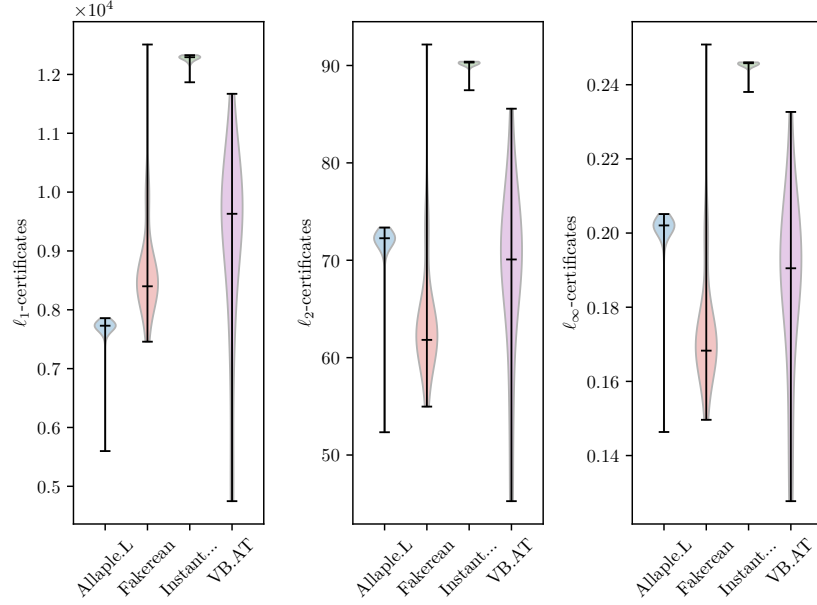 ×10⁴
1.2
1.1
1.0
0.9
0.8
0.7
0.6
0.5
ℓ₁-certificates
Allaple.L
Fakerean
Instant...
VB.AT
90
80
70
60
50
ℓ₂-certificates
Allaple.L
Fakerean
Instant...
VB.AT
0.24
0.22
0.20
0.18
0.16
0.14
ℓ∞-certificates
Allaple.L
Fakerean
Instant...
VB.AT